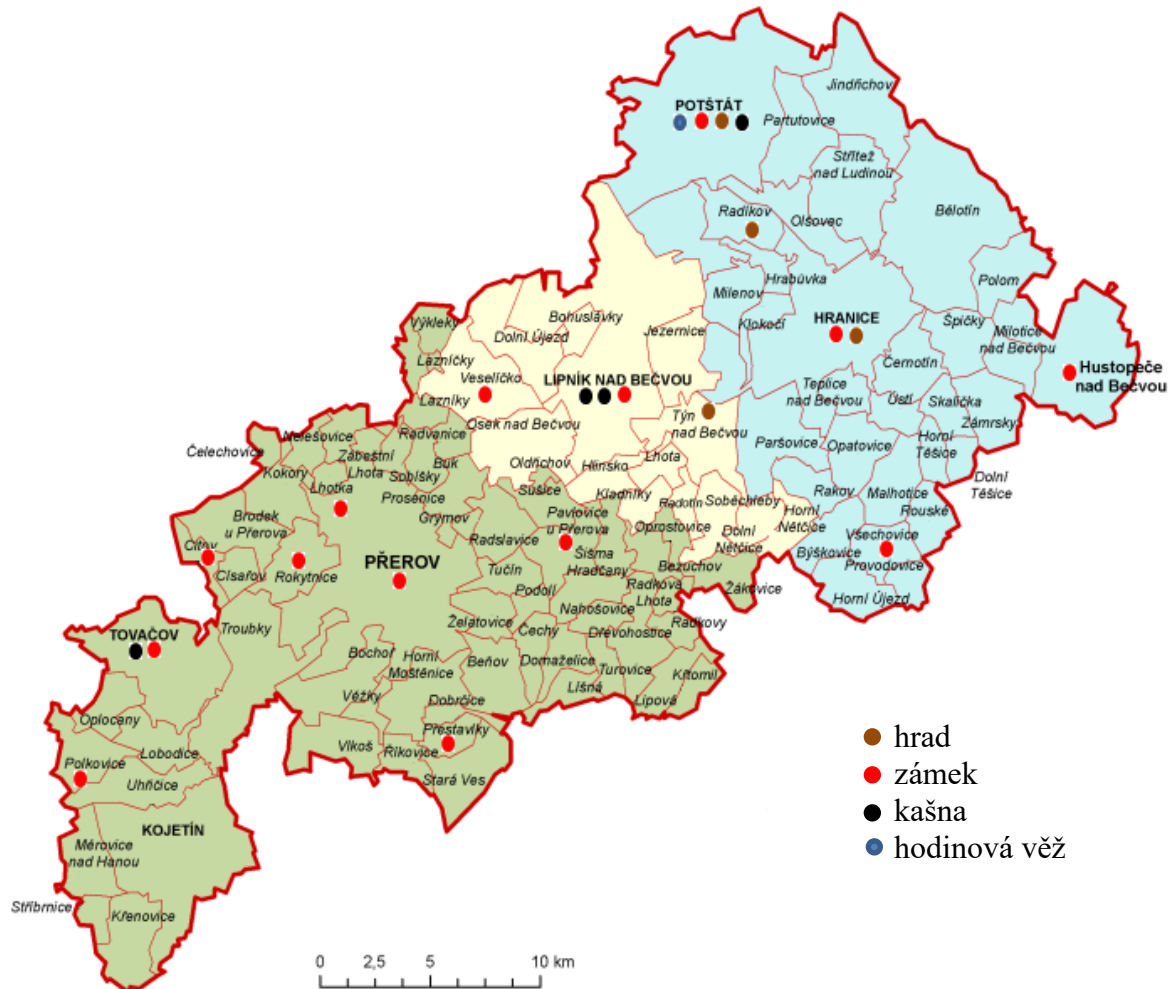 Jindřichov
POTŠTÁT
Partutovice
Střítež
nad Ludinou
Bělotín
Radíkov
Olšovec
Polom
Hrabůvka
Milenov
HRANICE
Klokočí
Špičky
Milotice
nad Bečvou
Hustopeče
nad Bečvou
Černotín
Výkleky
Bohuslávky
Dolní Újezd
Jezernice
Lazníčky
Veselíčko
LIPNÍK NAD BEČVOU
Teplice
nad Bečvou
Ústí
Skalička
Zámrsky
Lazníky
Osek nad Bečvou
Týn
nad Bečvou
Paršovice
Opatovice
Horní
Těšice
Dolní
Těšice
Čelechovice
Nelešovice
Radvanice
Kokory
Zábeštní
Lhota
Sobíšky
Buk
Oldřichov
Hlinsko
Lhota
Lhotka
Prosenice
Sušice
Kladníky
Radotín
Soběchleby
Rakov
Malhotice
Rouské
Brodek
u Přerova
Grymov
Pavlovice
u Přerova
Oprostovice
Dolní
Nětčice
Horní
Nětčice
Všechovice
Citov
Císařov
Rokytnice
PŘEROV
Radslavice
Šišma
Hradčany
Bezuchov
Býškovice
Provodovice
Tučín
Podolí
Radkova
Lhota
Žákovice
Horní Újezd
TOVAČOV
Troubky
Želatovice
Nahošovice
Čechy
Dřevohostice
Radkovy
Bochoř
Horní
Moštěnice
Beňov
Domaželice
Turovice
Křtomil
Věžky
Dobrčice
Líšná
Lipová
Oplocany
Přestavlky
Lobodice
Vlkoš
Říkovice
Polkovice
Uhřičice
Stará Ves
KOJETÍN
Měrovice
nad Hanou
Stříbrnice
Křenovice
hrad
zámek
kašna
hodinová věž
0 2,5 5 10 km